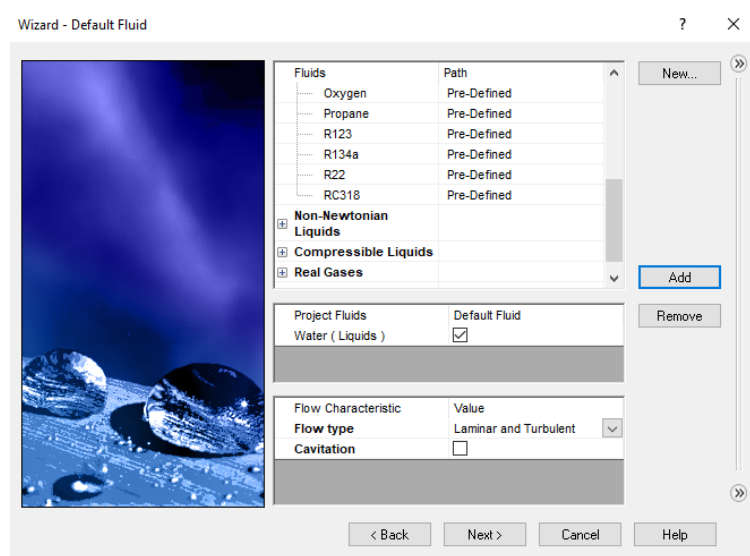 Wizard - Default Fluid ? ×
Fluids Path
Oxygen Pre-Defined
Propane Pre-Defined
R123 Pre-Defined
R134a Pre-Defined
R22 Pre-Defined
RC318 Pre-Defined
Non-Newtonian
Liquids
Compressible Liquids
Real Gases
New...
Add
Remove
Project Fluids Default Fluid
Water ( Liquids )
Flow Characteristic Value
Flow type Laminar and Turbulent
Cavitation
< Back Next > Cancel Help